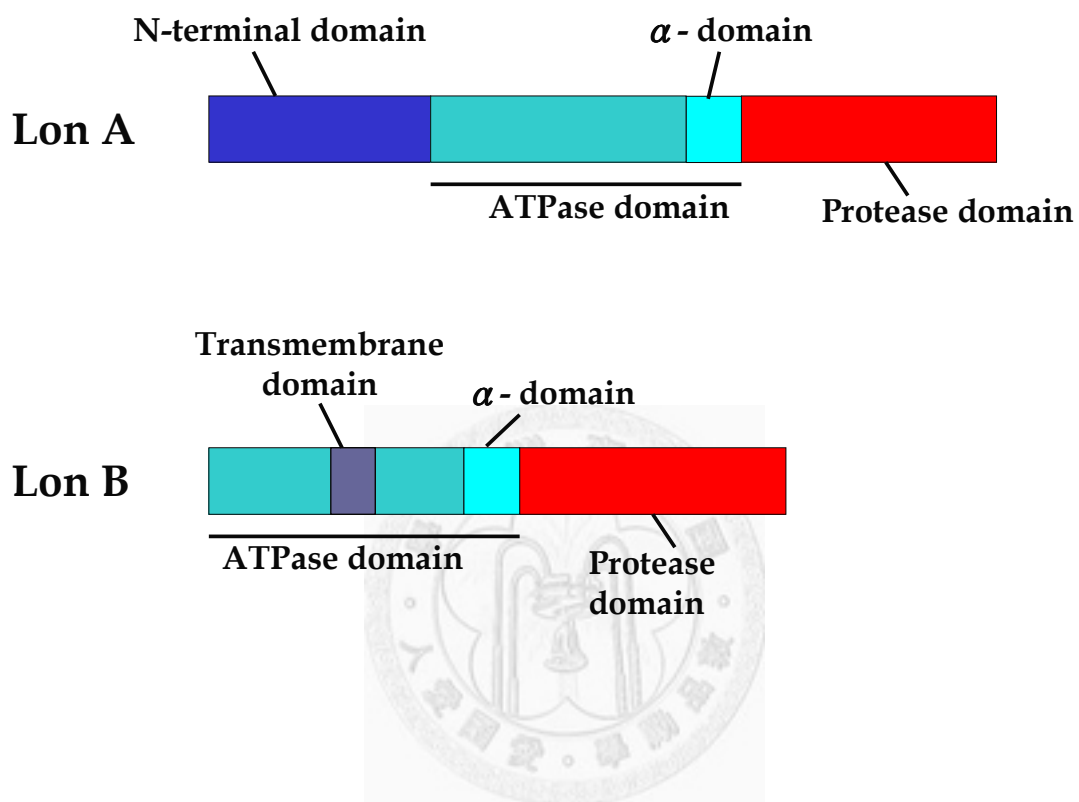 N-terminal domain
α - domain
Lon A
ATPase domain
Protease domain
Transmembrane
domain
α - domain
Lon B
ATPase domain
Protease
domain